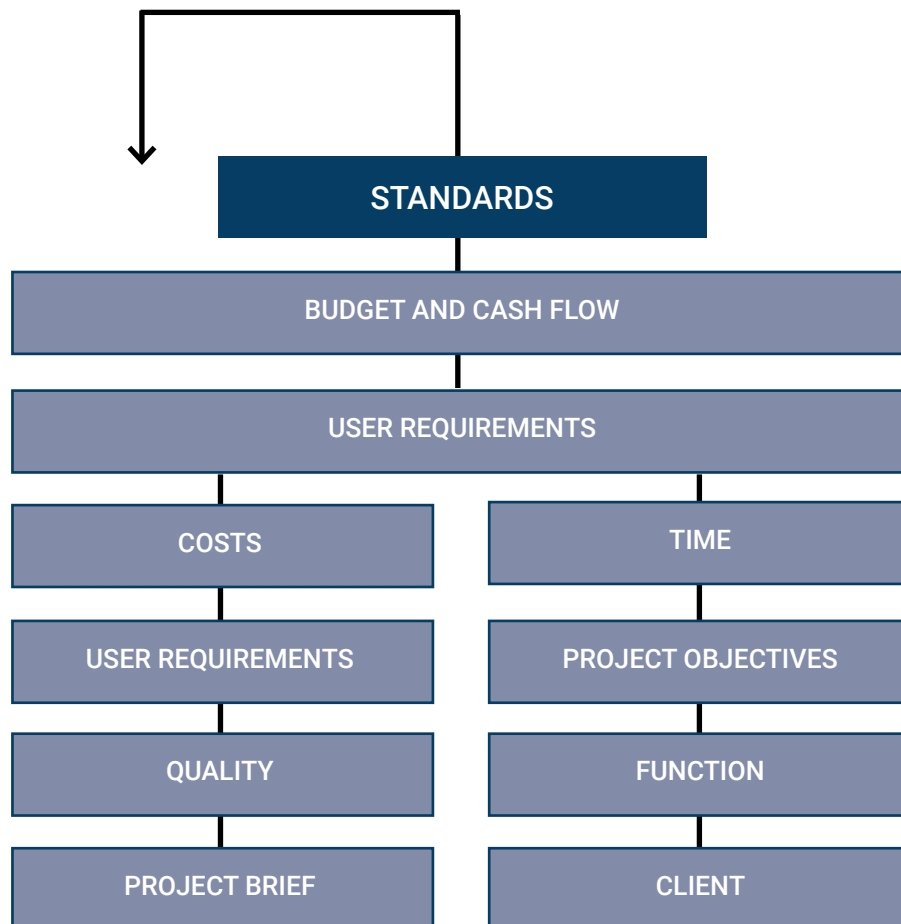 STANDARDS
BUDGET AND CASH FLOW
USER REQUIREMENTS
COSTS
TIME
USER REQUIREMENTS
PROJECT OBJECTIVES
QUALITY
FUNCTION
PROJECT BRIEF
CLIENT